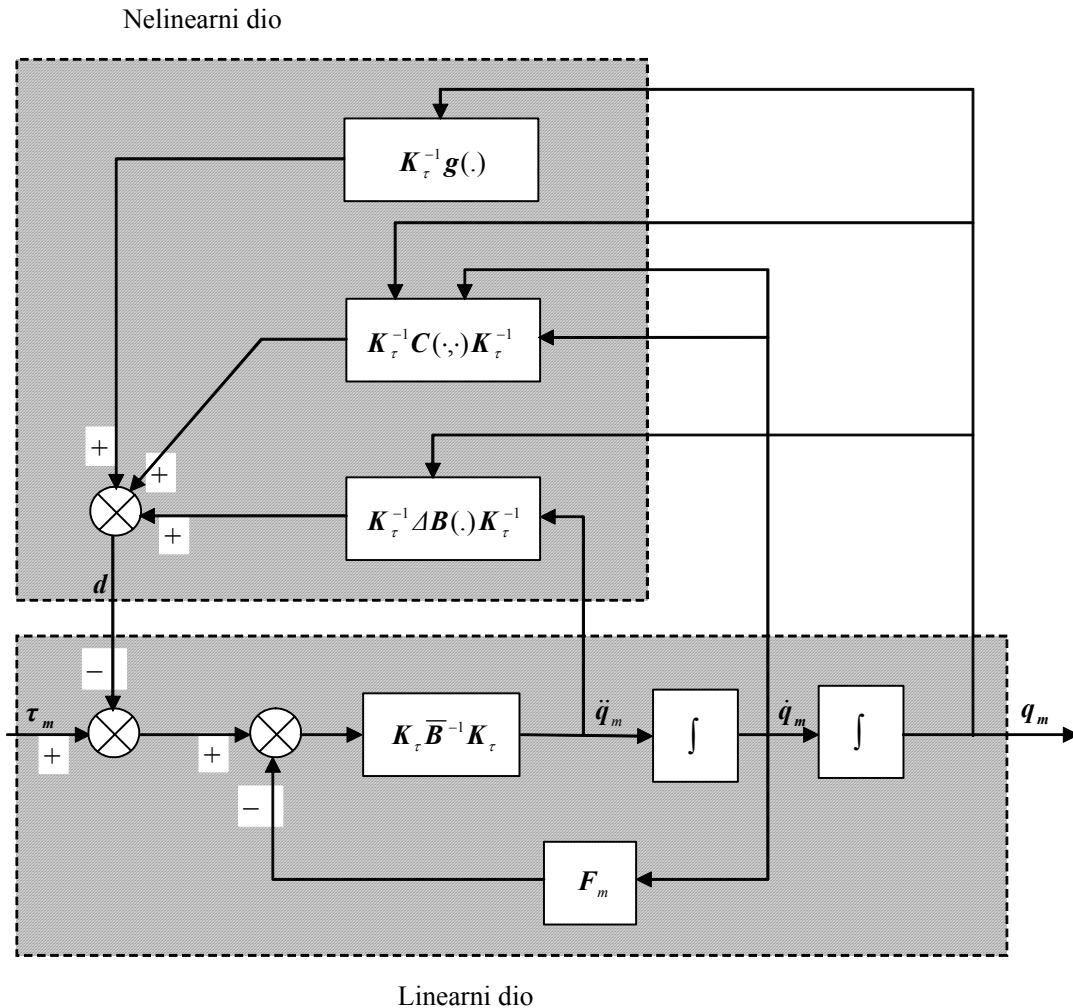 Nelinearni dio
K_τ^{-1} g(.)
K_τ^{-1} C(·,·) K_τ^{-1}
+
+
K_τ^{-1} ΔB(.) K_τ^{-1}
+
d
−
τ_m
+
+
K_τ B̅^{-1} K_τ
q̈_m
∫
q̇_m
∫
q_m
−
F_m
Linearni dio